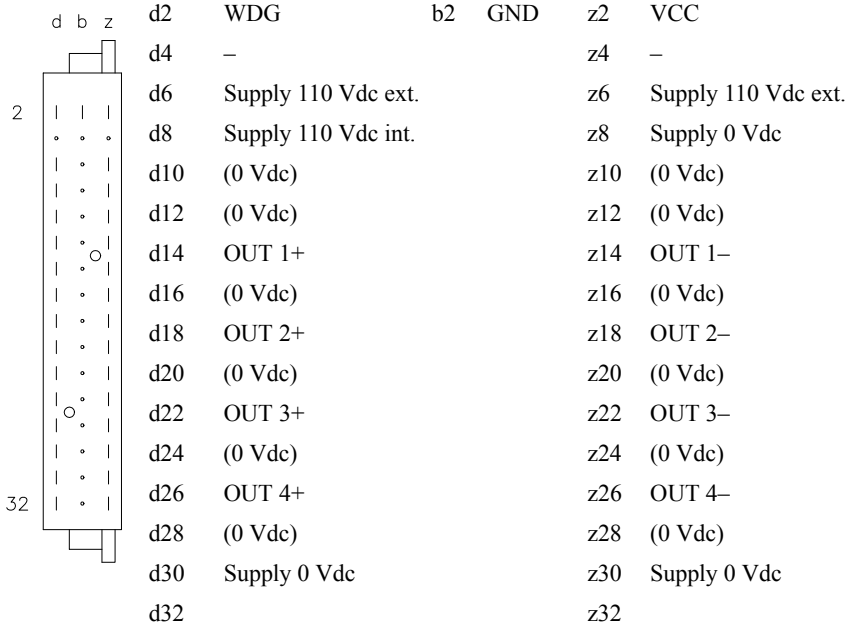 d b z
2
32
d2 WDG b2 GND z2 VCC
d4 – z4 –
d6 Supply 110 Vdc ext. z6 Supply 110 Vdc ext.
d8 Supply 110 Vdc int. z8 Supply 0 Vdc
d10 (0 Vdc) z10 (0 Vdc)
d12 (0 Vdc) z12 (0 Vdc)
d14 OUT 1+ z14 OUT 1–
d16 (0 Vdc) z16 (0 Vdc)
d18 OUT 2+ z18 OUT 2–
d20 (0 Vdc) z20 (0 Vdc)
d22 OUT 3+ z22 OUT 3–
d24 (0 Vdc) z24 (0 Vdc)
d26 OUT 4+ z26 OUT 4–
d28 (0 Vdc) z28 (0 Vdc)
d30 Supply 0 Vdc z30 Supply 0 Vdc
d32 z32